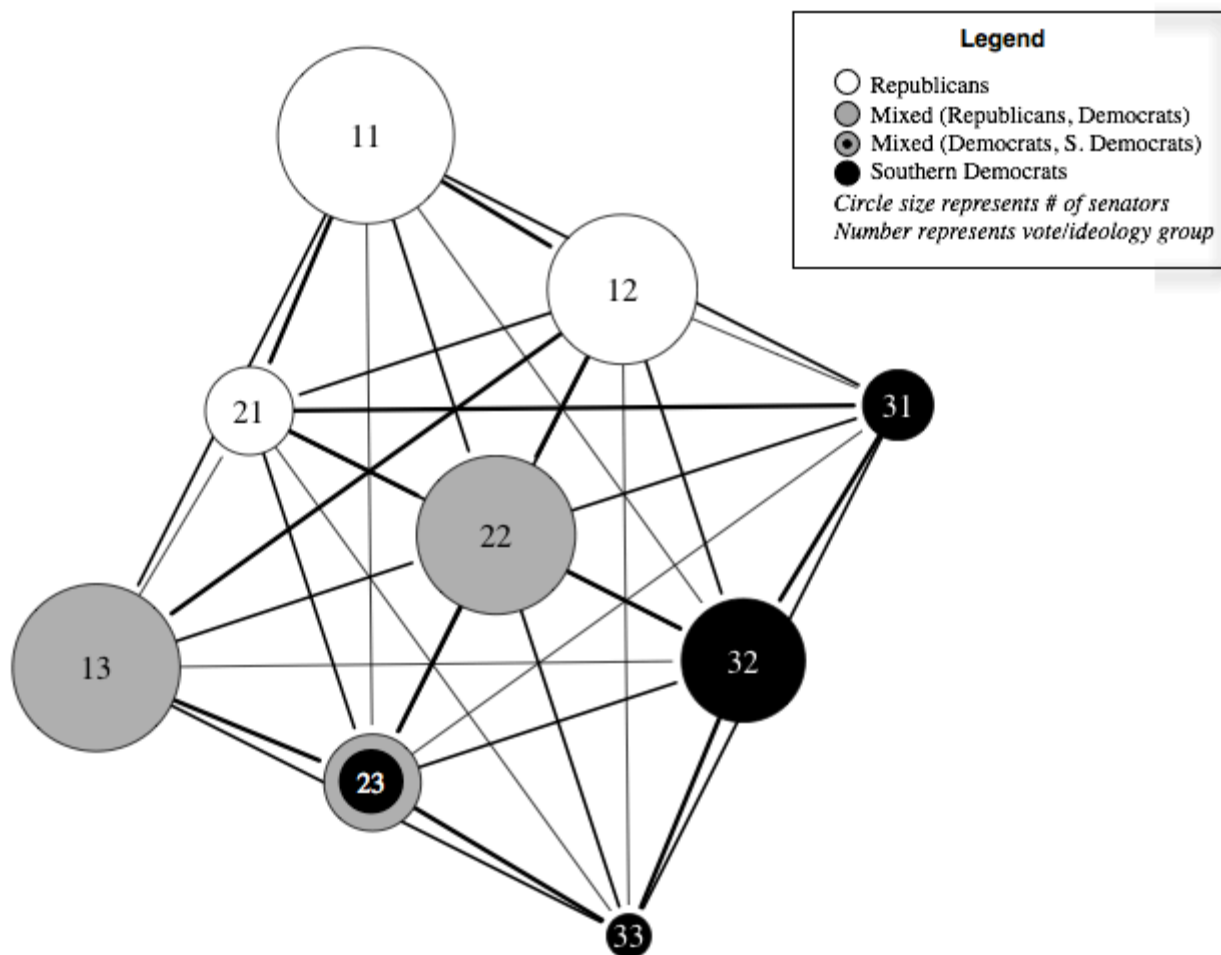 Legend
Republicans
Mixed (Republicans, Democrats)
Mixed (Democrats, S. Democrats)
Southern Democrats
Circle size represents # of senators
Number represents vote/ideology group
11
12
31
21
22
32
13
23
33